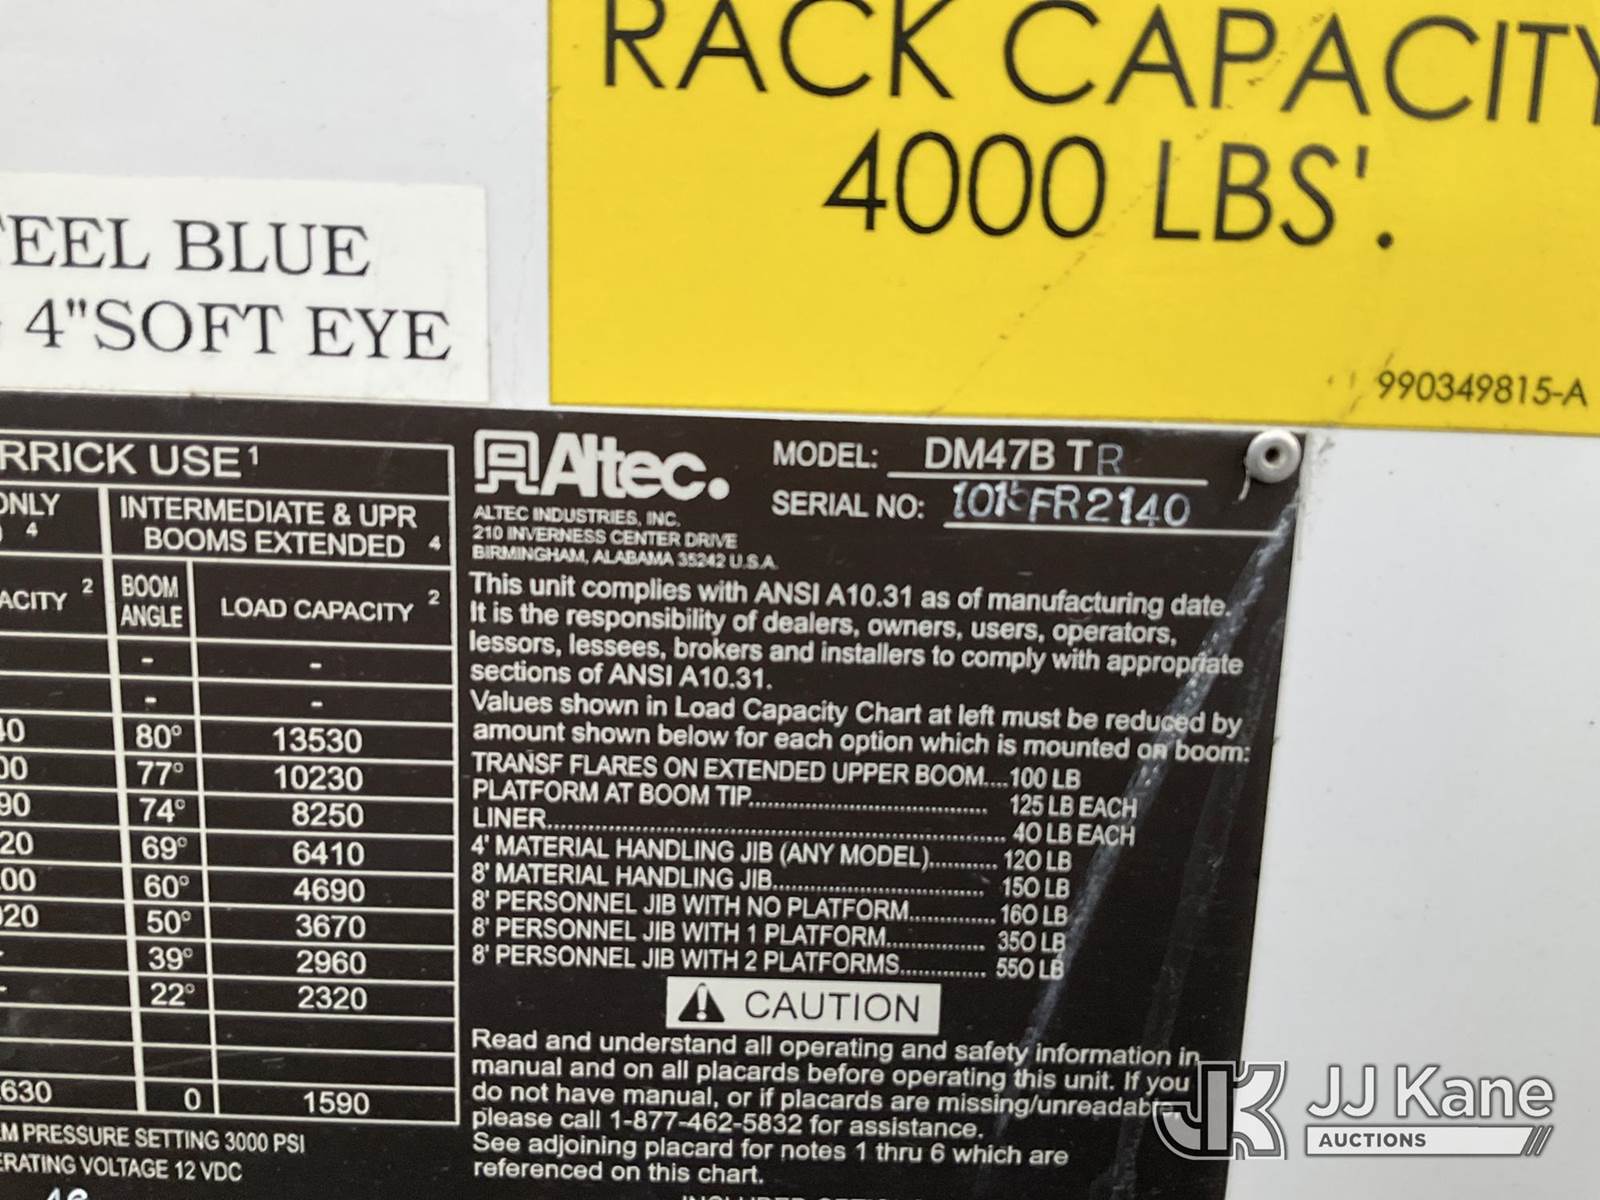 RACK CAPACITY
4000 LBS'.
990349815-A
EEL BLUE
4"SOFT EYE
RRICK USE 1
ONLY
4
INTERMEDIATE & UPR
BOOMS EXTENDED 4
ACITY 2
BOOM
ANGLE
LOAD CAPACITY 2
- -
- -
40 80° 13530
00 77° 10230
90 74° 8250
20 69° 6410
00 60° 4690
020 50° 3670
- 39° 2960
- 22° 2320
630 0 1590
M PRESSURE SETTING 3000 PSI
ERATING VOLTAGE 12 VDC
46
Altec.
MODEL: DM47B TR
SERIAL NO: 1015FR2140
ALTEC INDUSTRIES, INC.
210 INVERNESS CENTER DRIVE
BIRMINGHAM, ALABAMA 35242 U.S.A.
This unit complies with ANSI A10.31 as of manufacturing date.
It is the responsibility of dealers, owners, users, operators,
lessors, lessees, brokers and installers to comply with appropriate
sections of ANSI A10.31.
Values shown in Load Capacity Chart at left must be reduced by
amount shown below for each option which is mounted on boom:
TRANSF FLARES ON EXTENDED UPPER BOOM....100 LB
PLATFORM AT BOOM TIP.................................. 125 LB EACH
LINER................................................................. 40 LB EACH
4' MATERIAL HANDLING JIB (ANY MODEL).......... 120 LB
8' MATERIAL HANDLING JIB............................... 150 LB
8' PERSONNEL JIB WITH NO PLATFORM............. 160 LB
8' PERSONNEL JIB WITH 1 PLATFORM............... 350 LB
8' PERSONNEL JIB WITH 2 PLATFORMS............. 550 LB
CAUTION
Read and understand all operating and safety information in
manual and on all placards before operating this unit. If you
do not have manual, or if placards are missing/unreadable,
please call 1-877-462-5832 for assistance.
See adjoining placard for notes 1 thru 6 which are
referenced on this chart.
JJ Kane
AUCTIONS